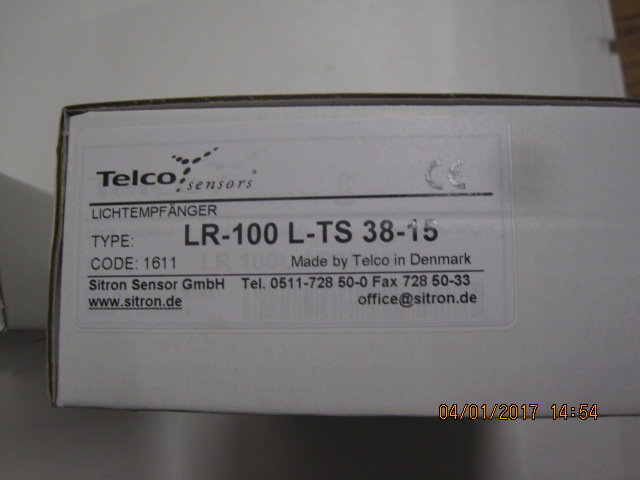 Telco sensors®
CE
LICHTEMPFÄNGER
TYPE: LR-100 L-TS 38-15
CODE: 1611 Made by Telco in Denmark
Sitron Sensor GmbH Tel. 0511-728 50-0 Fax 728 50-33
www.sitron.de office@sitron.de
04/01/2017 14:54